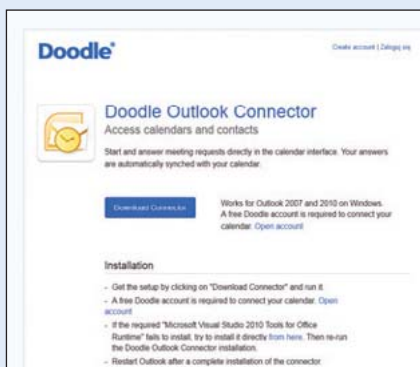 Doodle
Create account | Zaloguj się
Doodle Outlook Connector
Access calendars and contacts
Start and answer meeting requests directly in the calendar interface. Your answers
are automatically synched with your calendar.
Download Connector
Works for Outlook 2007 and 2010 on Windows.
A free Doodle account is required to connect your
calendar. Open account
Installation
- Get the setup by clicking on "Download Connector" and run it
- A free Doodle account is required to connect your calendar. Open
account
- If the required "Microsoft Visual Studio 2010 Tools for Office
Runtime" fails to install, try to install it directly from here. Then re-run
the Doodle Outlook Connector installation.
- Restart Outlook after a complete installation of the connector.